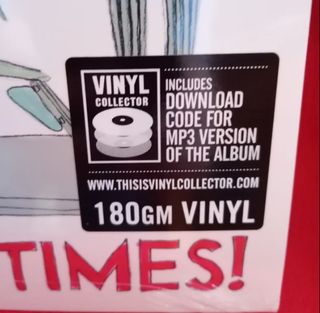 VINYL
COLLECTOR
INCLUDES
DOWNLOAD
CODE FOR
MP3 VERSION
OF THE ALBUM
WWW.THISISVINYLCOLLECTOR.COM
180GM VINYL
TIMES!